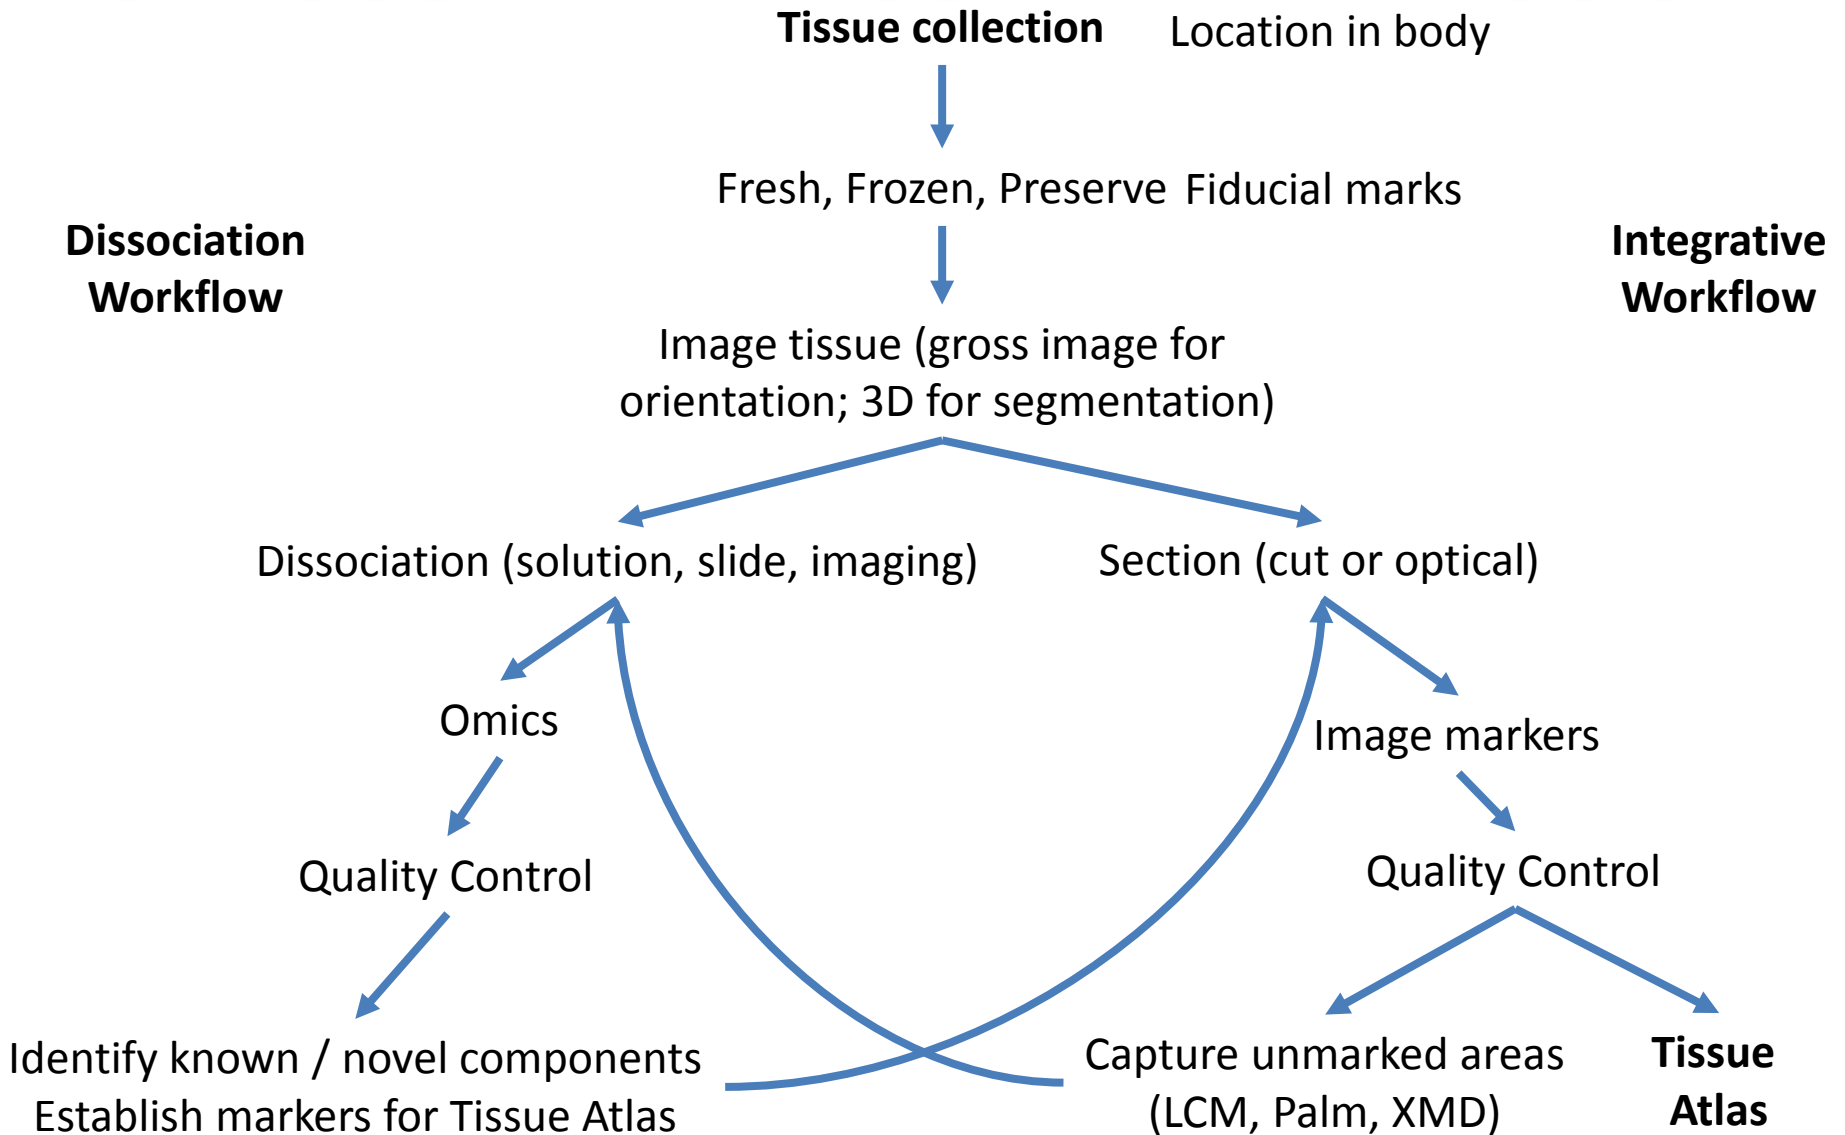 Tissue collection
Location in body
Fresh, Frozen, Preserve
Fiducial marks
Dissociation
Workflow
Integrative
Workflow
Image tissue (gross image for
orientation; 3D for segmentation)
Dissociation (solution, slide, imaging)
Section (cut or optical)
Omics
Image markers
Quality Control
Quality Control
Identify known / novel components
Establish markers for Tissue Atlas
Capture unmarked areas
(LCM, Palm, XMD)
Tissue
Atlas